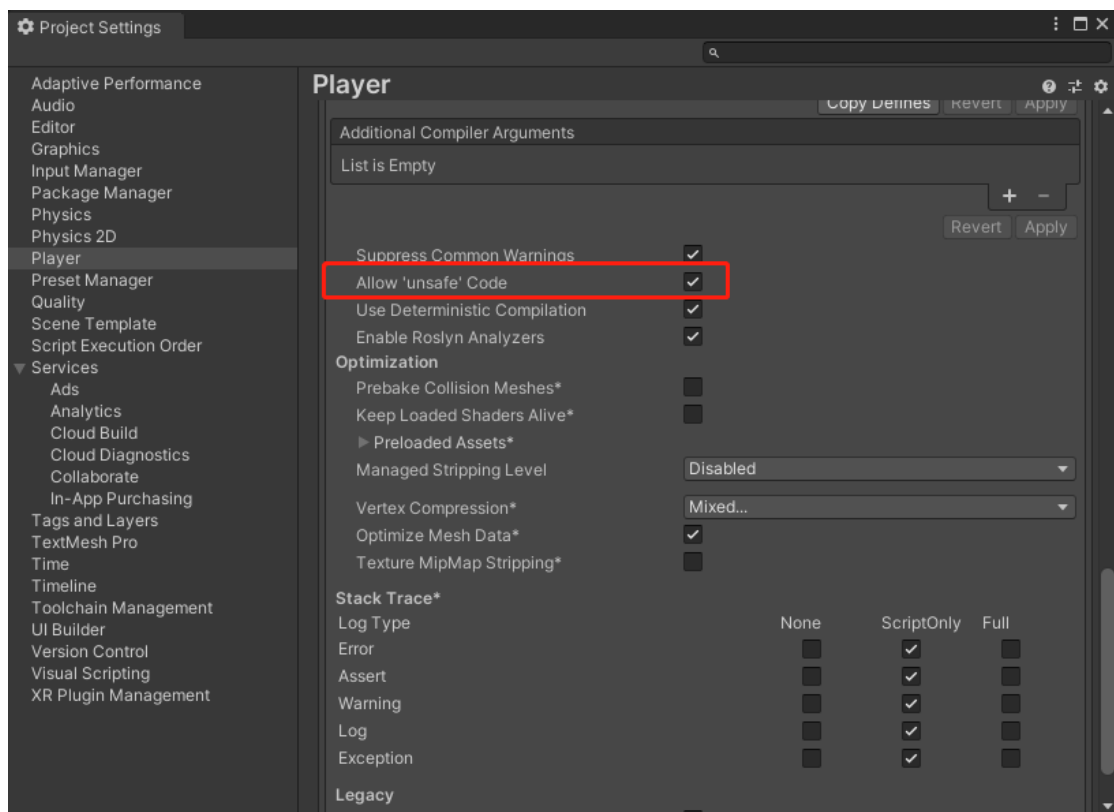 Project Settings
Adaptive Performance
Audio
Editor
Graphics
Input Manager
Package Manager
Physics
Physics 2D
Player
Preset Manager
Quality
Scene Template
Script Execution Order
Services
Ads
Analytics
Cloud Build
Cloud Diagnostics
Collaborate
In-App Purchasing
Tags and Layers
TextMesh Pro
Time
Timeline
Toolchain Management
UI Builder
Version Control
Visual Scripting
XR Plugin Management
Player
Copy Defines Revert Apply
Additional Compiler Arguments
List is Empty
+ −
Revert Apply
Suppress Common Warnings
Allow 'unsafe' Code
Use Deterministic Compilation
Enable Roslyn Analyzers
Optimization
Prebake Collision Meshes*
Keep Loaded Shaders Alive*
Preloaded Assets*
Managed Stripping Level Disabled
Vertex Compression* Mixed...
Optimize Mesh Data*
Texture MipMap Stripping*
Stack Trace*
Log Type None ScriptOnly Full
Error
Assert
Warning
Log
Exception
Legacy